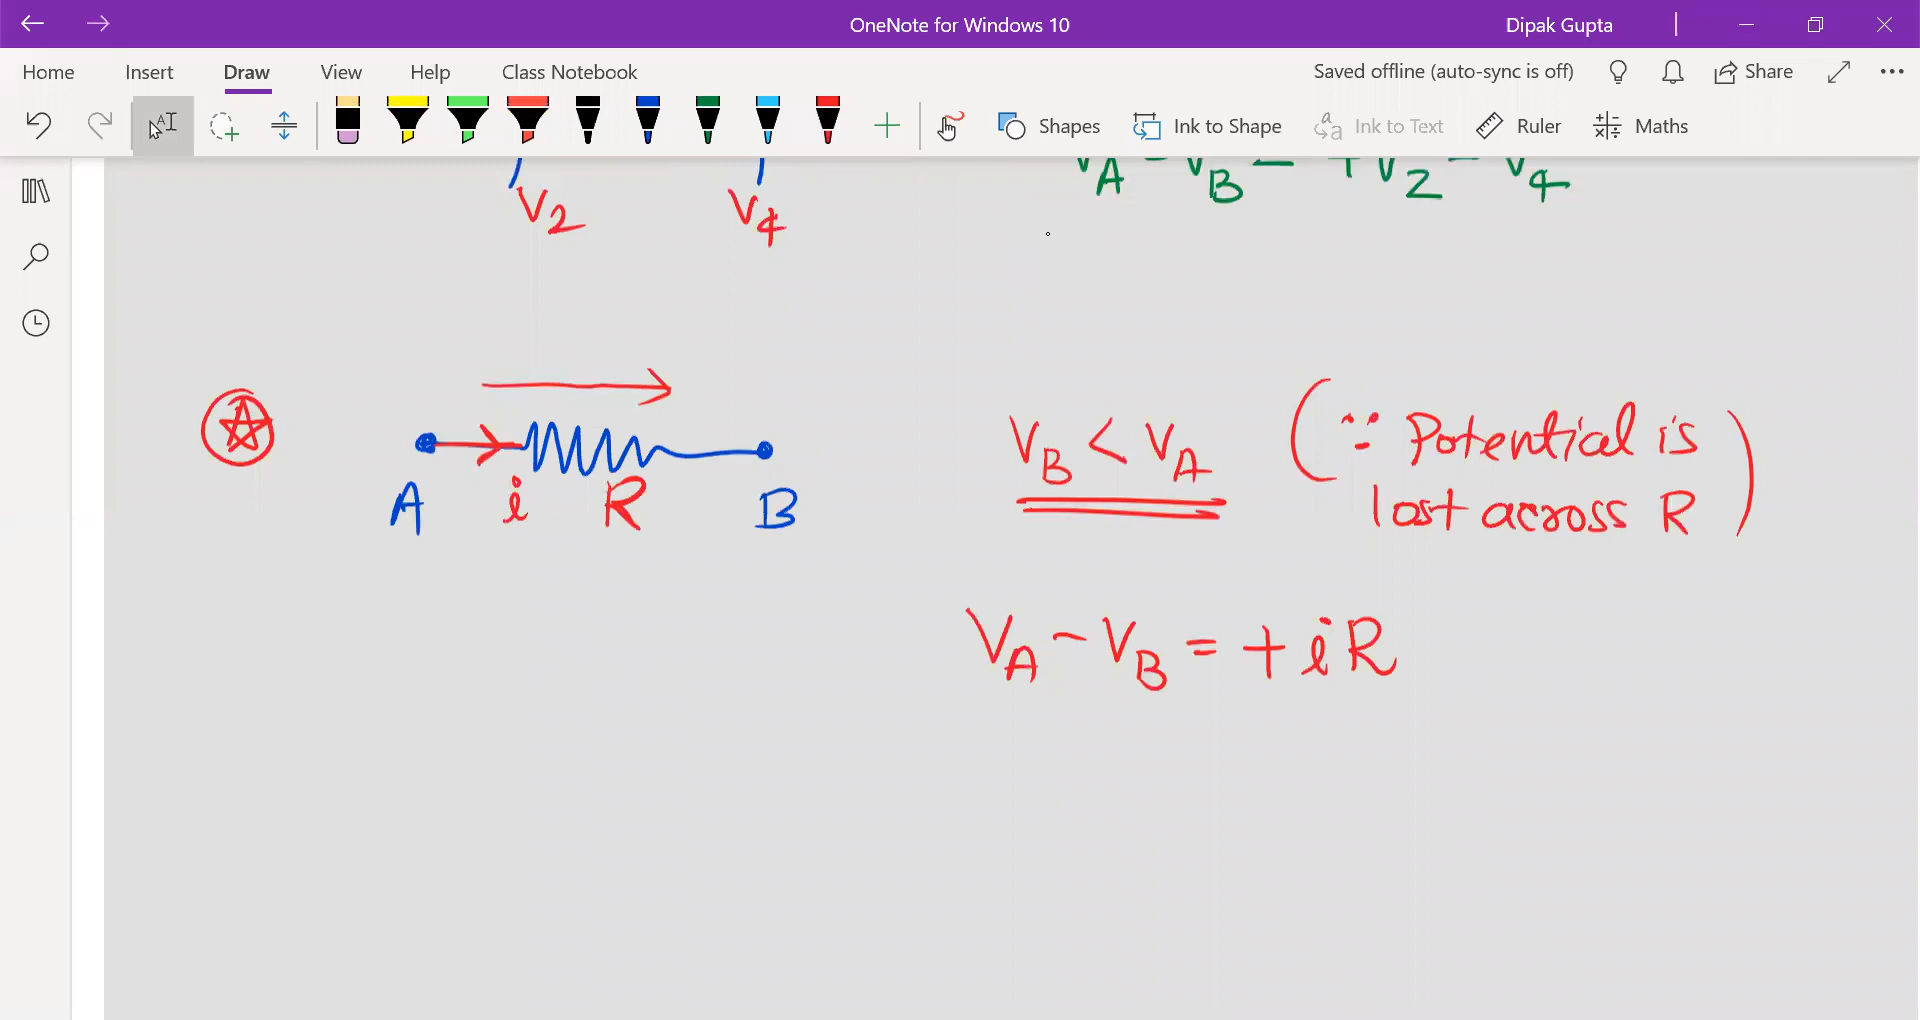 OneNote for Windows 10
Dipak Gupta
Home Insert Draw View Help Class Notebook
Saved offline (auto-sync is off) Share
Shapes Ink to Shape Ink to Text Ruler Maths
V2 V4
VA - VB = +V2 - V4
A i R B
VB < VA (∵ Potential is
lost across R)
VA - VB = + iR